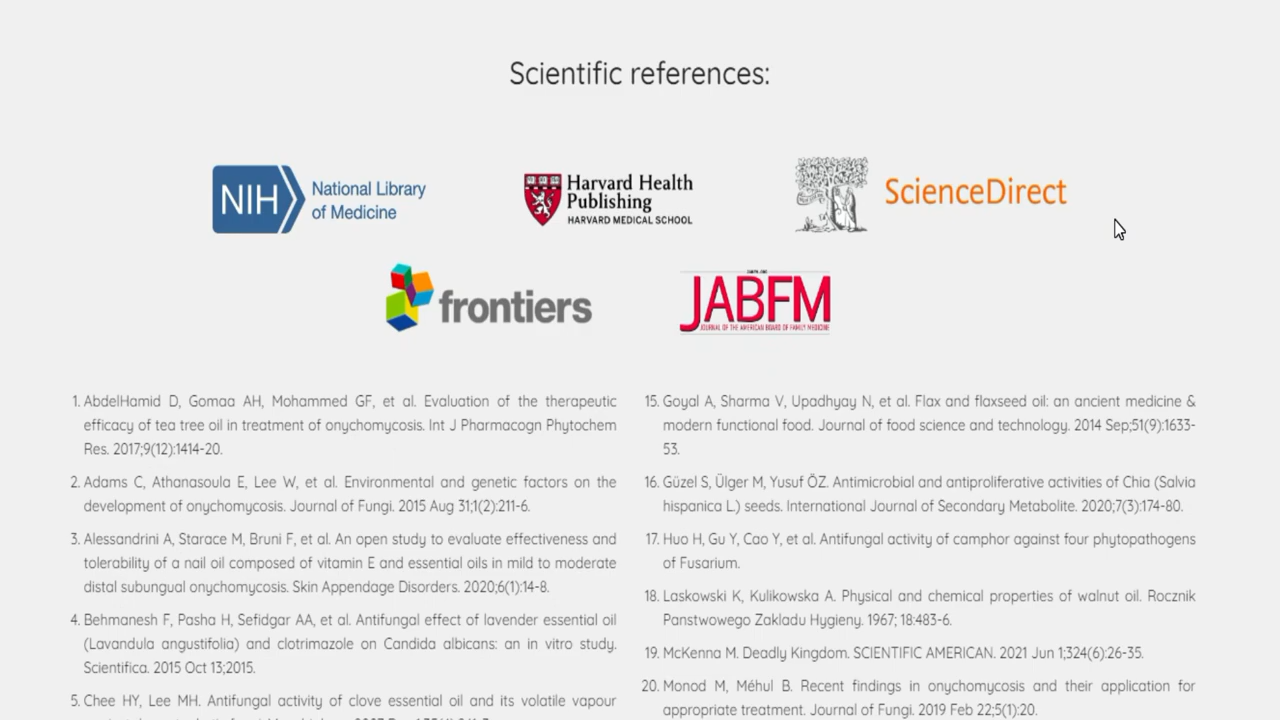 Scientific references:
NIH National Library of Medicine
Harvard Health Publishing
HARVARD MEDICAL SCHOOL
ScienceDirect
frontiers
JABFM
JOURNAL OF THE AMERICAN BOARD OF FAMILY MEDICINE
1. AbdelHamid D, Gomaa AH, Mohammed GF, et al. Evaluation of the therapeutic
efficacy of tea tree oil in treatment of onychomycosis. Int J Pharmacogn Phytochem
Res. 2017;9(12):1414-20.
2. Adams C, Athanasoula E, Lee W, et al. Environmental and genetic factors on the
development of onychomycosis. Journal of Fungi. 2015 Aug 31;1(2):211-6.
3. Alessandrini A, Starace M, Bruni F, et al. An open study to evaluate effectiveness and
tolerability of a nail oil composed of vitamin E and essential oils in mild to moderate
distal subungual onychomycosis. Skin Appendage Disorders. 2020;6(1):14-8.
4. Behmanesh F, Pasha H, Sefidgar AA, et al. Antifungal effect of lavender essential oil
(Lavandula angustifolia) and clotrimazole on Candida albicans: an in vitro study.
Scientifica. 2015 Oct 13;2015.
5. Chee HY, Lee MH. Antifungal activity of clove essential oil and its volatile vapour
15. Goyal A, Sharma V, Upadhyay N, et al. Flax and flaxseed oil: an ancient medicine &
modern functional food. Journal of food science and technology. 2014 Sep;51(9):1633-
53.
16. Güzel S, Ülger M, Yusuf ÖZ. Antimicrobial and antiproliferative activities of Chia (Salvia
hispanica L.) seeds. International Journal of Secondary Metabolite. 2020;7(3):174-80.
17. Huo H, Gu Y, Cao Y, et al. Antifungal activity of camphor against four phytopathogens
of Fusarium.
18. Laskowski K, Kulikowska A. Physical and chemical properties of walnut oil. Rocznik
Panstwowego Zakladu Hygieny. 1967; 18:483-6.
19. McKenna M. Deadly Kingdom. SCIENTIFIC AMERICAN. 2021 Jun 1;324(6):26-35.
20. Monod M, Méhul B. Recent findings in onychomycosis and their application for
appropriate treatment. Journal of Fungi. 2019 Feb 22;5(1):20.